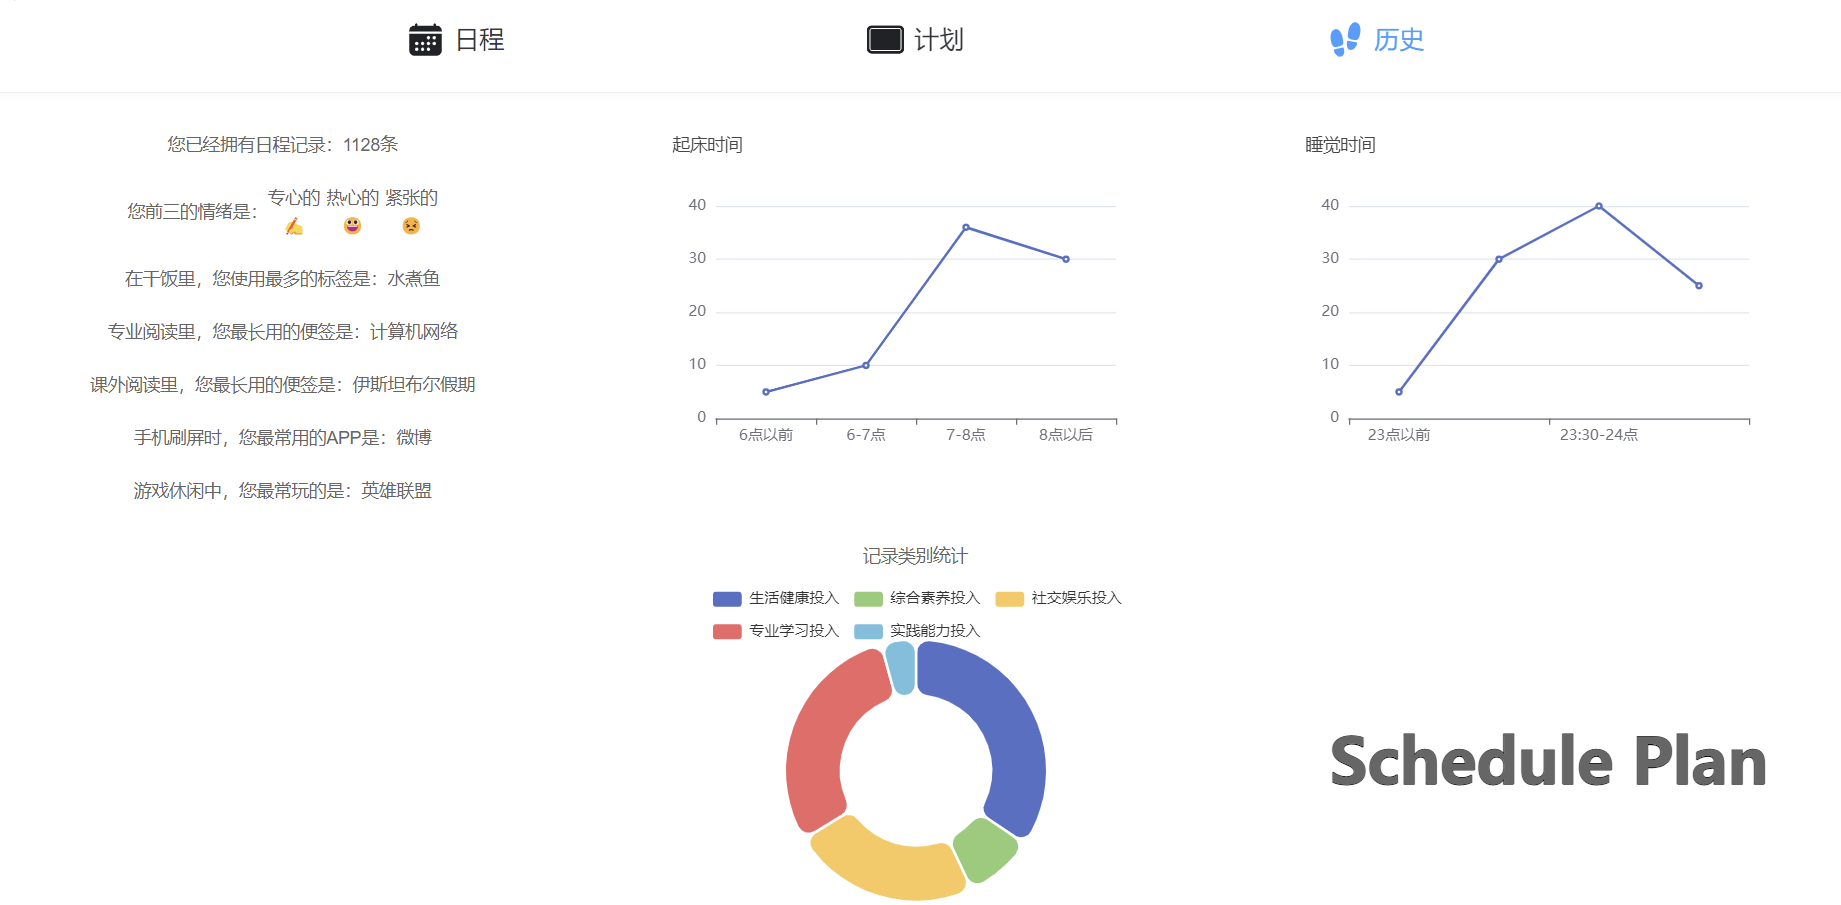 日程
计划
历史
您已经拥有日程记录：1128条
您前三的情绪是：
专心的 热心的 紧张的
在干饭里，您使用最多的标签是：水煮鱼
专业阅读里，您最长用的便签是：计算机网络
课外阅读里，您最长用的便签是：伊斯坦布尔假期
手机刷屏时，您最常用的APP是：微博
游戏休闲中，您最常玩的是：英雄联盟
起床时间
40
30
20
10
0
6点以前 6-7点 7-8点 8点以后
睡觉时间
40
30
20
10
0
23点以前 23:30-24点
记录类别统计
生活健康投入 综合素养投入 社交娱乐投入
专业学习投入 实践能力投入
Schedule Plan